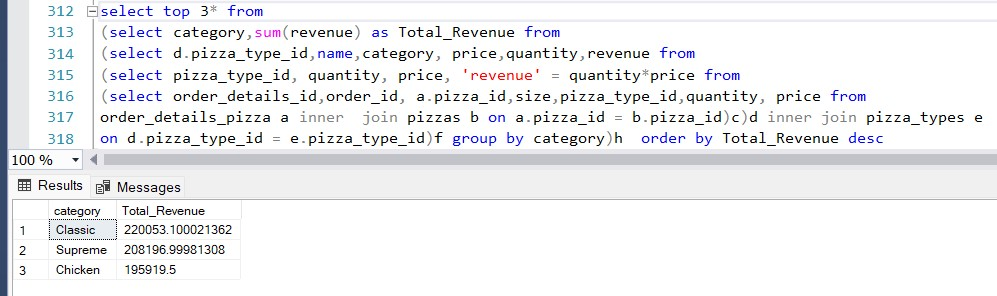 312 select top 3* from
313 (select category,sum(revenue) as Total_Revenue from
314 (select d.pizza_type_id,name,category, price,quantity,revenue from
315 (select pizza_type_id, quantity, price, 'revenue' = quantity*price from
316 (select order_details_id,order_id, a.pizza_id,size,pizza_type_id,quantity, price from
317 order_details_pizza a inner  join pizzas b on a.pizza_id = b.pizza_id)c)d inner join pizza_types e
318 on d.pizza_type_id = e.pizza_type_id)f group by category)h  order by Total_Revenue desc
100 %
Results Messages
category Total_Revenue
1 Classic 220053.100021362
2 Supreme 208196.99981308
3 Chicken 195919.5